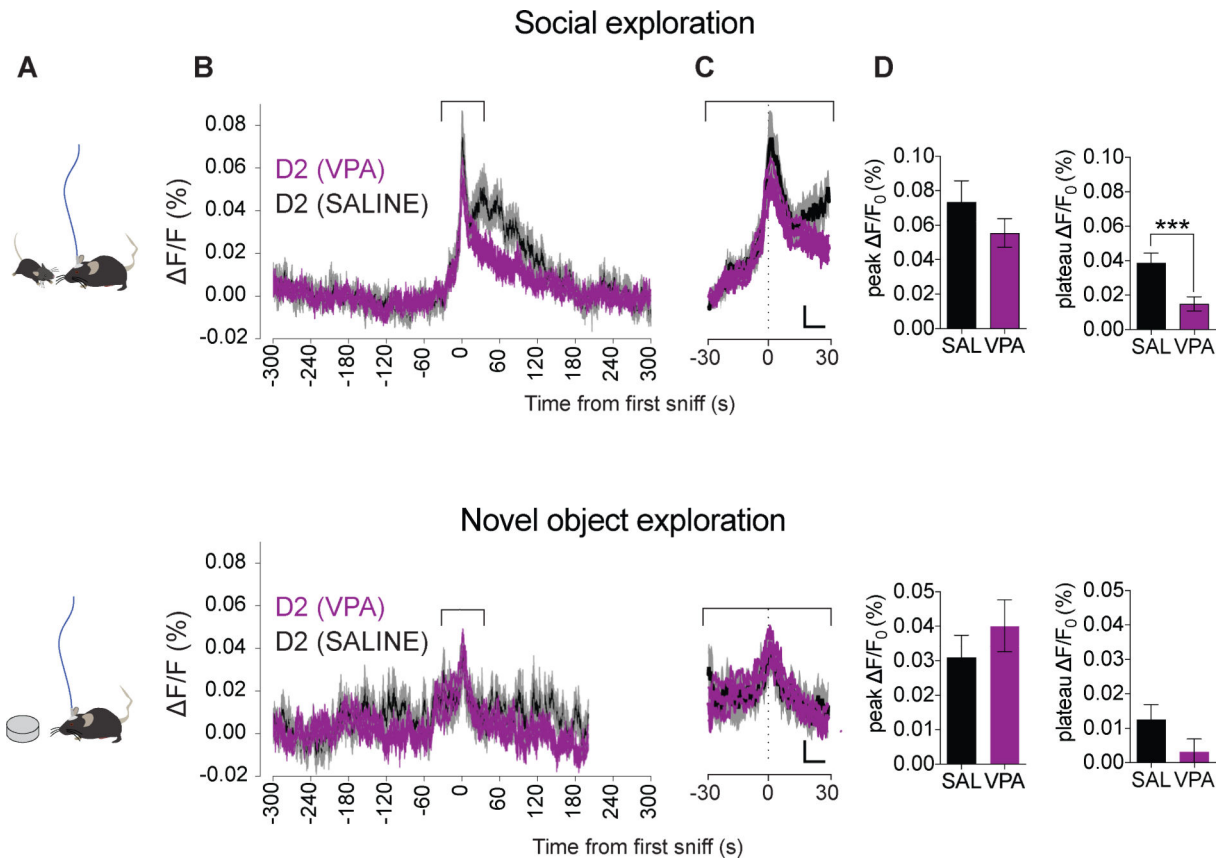 Social exploration
A
B
C
D
D2 (VPA)
D2 (SALINE)
ΔF/F (%)
0.08
0.06
0.04
0.02
0.00
-0.02
-300
-240
-180
-120
-60
0
60
120
180
240
300
-30
0
30
Time from first sniff (s)
peak ΔF/F₀ (%)
0.10
0.08
0.06
0.04
0.02
0.00
SAL VPA
plateau ΔF/F₀ (%)
0.10
0.08
0.06
0.04
0.02
0.00
***
SAL VPA
Novel object exploration
D2 (VPA)
D2 (SALINE)
ΔF/F (%)
0.08
0.06
0.04
0.02
0.00
-0.02
-300
-240
-180
-120
-60
0
60
120
180
240
300
-30
0
30
Time from first sniff (s)
peak ΔF/F₀ (%)
0.05
0.04
0.03
0.02
0.01
0.00
SAL VPA
plateau ΔF/F₀ (%)
0.05
0.04
0.03
0.02
0.01
0.00
SAL VPA